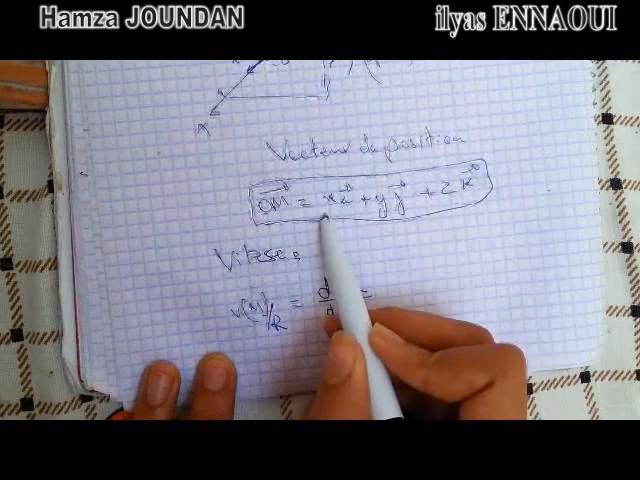 Hamza JOUNDAN
ilyas ENNAOUI
x
Vecteur de position
OM = xi + yj + zk
Vitesse:
V(M)/R = d =